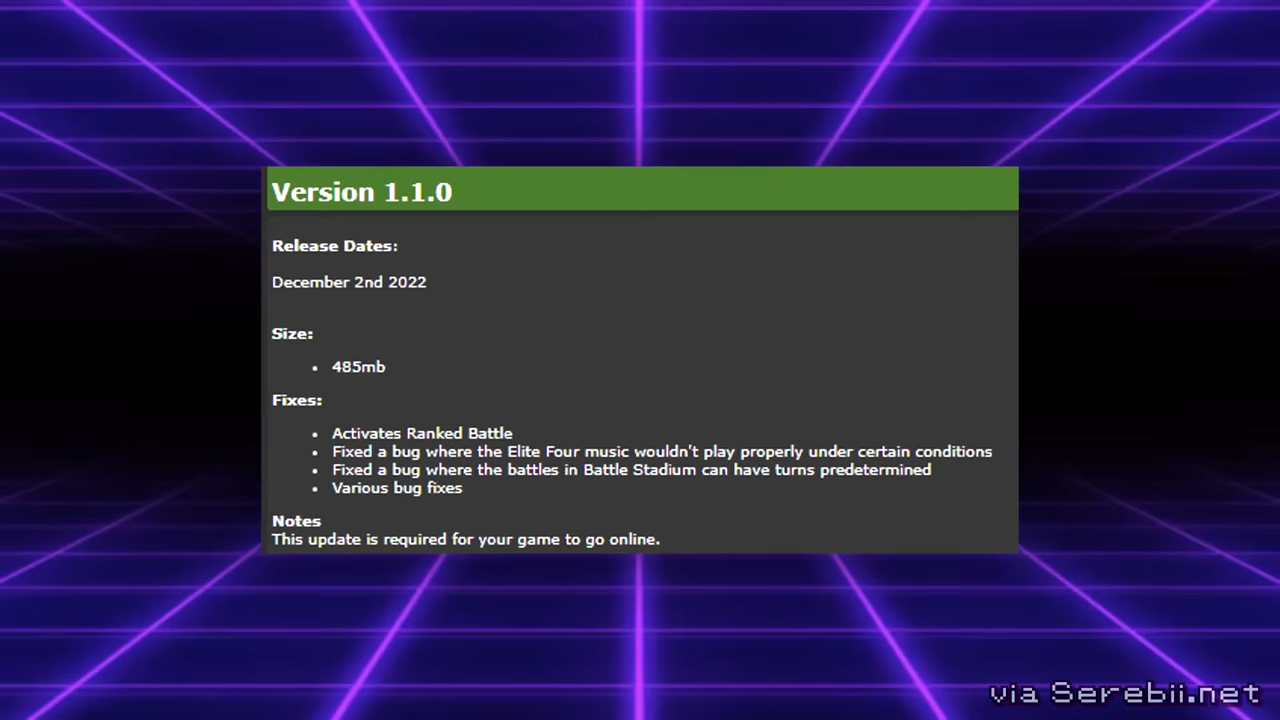 Version 1.1.0
Release Dates:
December 2nd 2022
Size:
• 485mb
Fixes:
• Activates Ranked Battle
• Fixed a bug where the Elite Four music wouldn't play properly under certain conditions
• Fixed a bug where the battles in Battle Stadium can have turns predetermined
• Various bug fixes
Notes
This update is required for your game to go online.
via Serebii.net